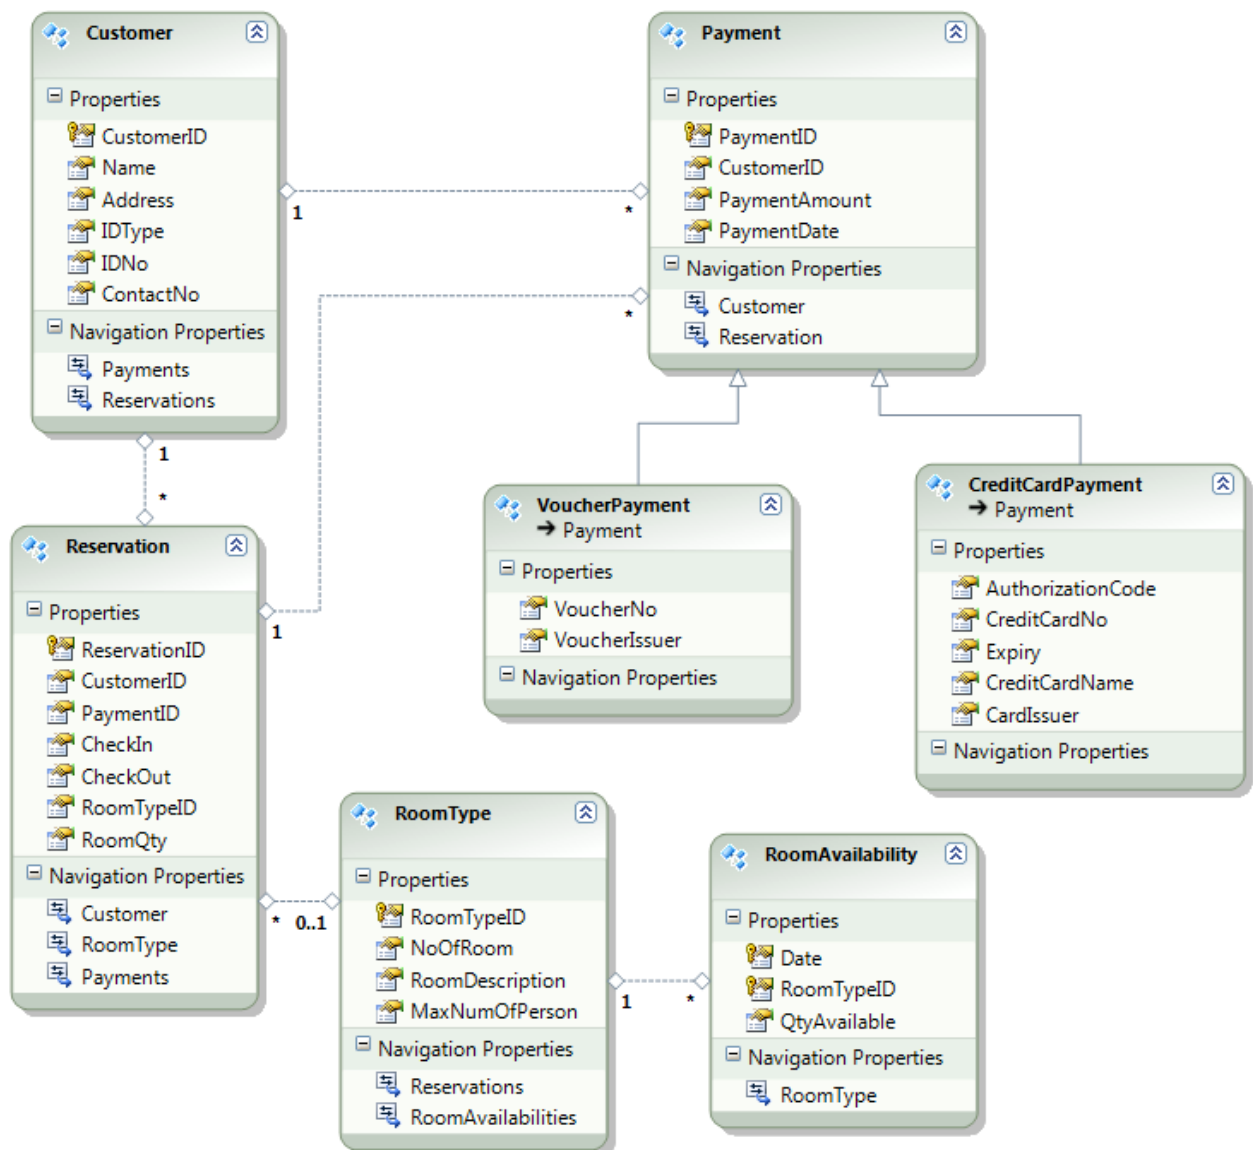 Customer
Properties
CustomerID
Name
Address
IDType
IDNo
ContactNo
Navigation Properties
Payments
Reservations
Payment
Properties
PaymentID
CustomerID
PaymentAmount
PaymentDate
Navigation Properties
Customer
Reservation
1
*
*
1
*
1
VoucherPayment
➔ Payment
Properties
VoucherNo
VoucherIssuer
Navigation Properties
CreditCardPayment
➔ Payment
Properties
AuthorizationCode
CreditCardNo
Expiry
CreditCardName
CardIssuer
Navigation Properties
Reservation
Properties
ReservationID
CustomerID
PaymentID
CheckIn
CheckOut
RoomTypeID
RoomQty
Navigation Properties
Customer
RoomType
Payments
* 0..1
RoomType
Properties
RoomTypeID
NoOfRoom
RoomDescription
MaxNumOfPerson
Navigation Properties
Reservations
RoomAvailabilities
1 *
RoomAvailability
Properties
Date
RoomTypeID
QtyAvailable
Navigation Properties
RoomType